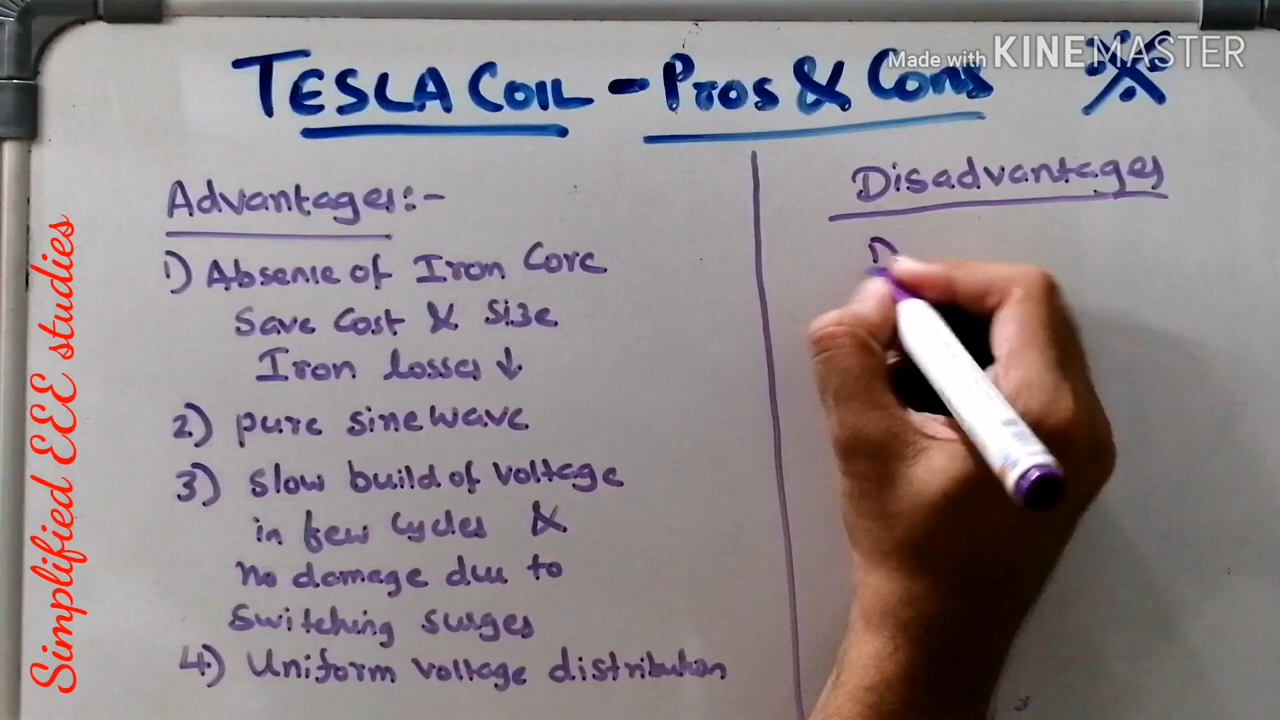 Made with KINEMASTER
TESLA COIL - Pros & Cons
Simplified EEE studies
Advantages:-
1) Absence of Iron Core
Save Cost & Size
Iron losses ↓
2) pure sinewave
3) slow build of voltage
in few cycles &
No damage due to
Switching surges
4) Uniform voltage distribution
Disadvantages